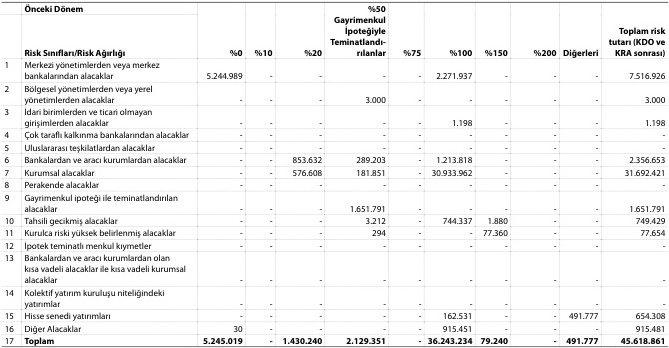 Önceki Dönem
%50
Gayrimenkul
İpoteğiyle
Teminatlandı-
rılanlar
Toplam risk
tutarı (KDO ve
KRA sonrası)
Risk Sınıfları/Risk Ağırlığı %0 %10 %20 %75 %100 %150 %200 Diğerleri
1 Merkezi yönetimlerden veya merkez
bankalarından alacaklar 5.244.989 - - - - 2.271.937 - - - 7.516.926
2 Bölgesel yönetimlerden veya yerel
yönetimlerden alacaklar - - - 3.000 - - - - - 3.000
3 İdari birimlerden ve ticari olmayan
girişimlerden alacaklar - - - - - 1.198 - - - 1.198
4 Çok taraflı kalkınma bankalarından alacaklar - - - - - - - - - -
5 Uluslararası teşkilatlardan alacaklar - - - - - - - - - -
6 Bankalardan ve aracı kurumlardan alacaklar - - 853.632 289.203 - 1.213.818 - - - 2.356.653
7 Kurumsal alacaklar - - 576.608 181.851 - 30.933.962 - - - 31.692.421
8 Perakende alacaklar - - - - - - - - - -
9 Gayrimenkul ipoteği ile teminatlandırılan
alacaklar - - - 1.651.791 - - - - - 1.651.791
10 Tahsili gecikmiş alacaklar - - - 3.212 - 744.337 1.880 - - 749.429
11 Kurulca riski yüksek belirlenmiş alacaklar - - - 294 - - 77.360 - - 77.654
12 İpotek teminatlı menkul kıymetler - - - - - - - - - -
13 Bankalardan ve aracı kurumlardan olan
kısa vadeli alacaklar ile kısa vadeli kurumsal
alacaklar - - - - - - - - - -
14 Kolektif yatırım kuruluşu niteliğindeki
yatırımlar - - - - - - - - - -
15 Hisse senedi yatırımları - - - - - 162.531 - - 491.777 654.308
16 Diğer Alacaklar 30 - - - - 915.451 - - - 915.481
17 Toplam 5.245.019 - 1.430.240 2.129.351 - 36.243.234 79.240 - 491.777 45.618.861